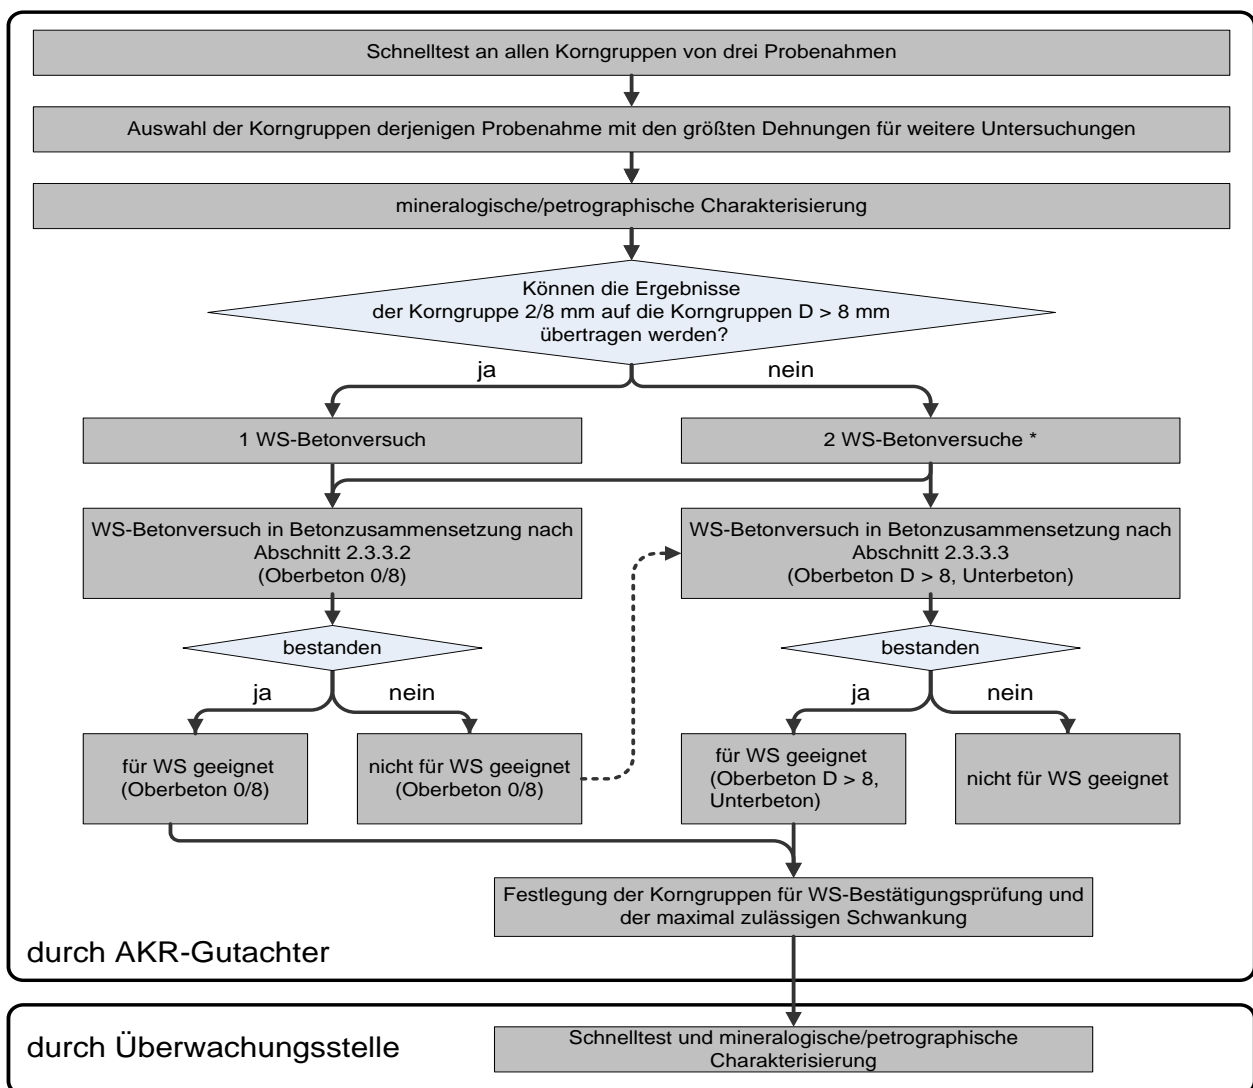 Schnelltest an allen Korngruppen von drei Probenahmen
Auswahl der Korngruppen derjenigen Probenahme mit den größten Dehnungen für weitere Untersuchungen
mineralogische/petrographische Charakterisierung
Können die Ergebnisse
der Korngruppe 2/8 mm auf die Korngruppen D > 8 mm
übertragen werden?
ja
nein
1 WS-Betonversuch
2 WS-Betonversuche *
WS-Betonversuch in Betonzusammensetzung nach
Abschnitt 2.3.3.2
(Oberbeton 0/8)
WS-Betonversuch in Betonzusammensetzung nach
Abschnitt 2.3.3.3
(Oberbeton D > 8, Unterbeton)
bestanden
bestanden
ja
nein
ja
nein
für WS geeignet
(Oberbeton 0/8)
nicht für WS geeignet
(Oberbeton 0/8)
für WS geeignet
(Oberbeton D > 8,
Unterbeton)
nicht für WS geeignet
Festlegung der Korngruppen für WS-Bestätigungsprüfung und
der maximal zulässigen Schwankung
durch AKR-Gutachter
durch Überwachungsstelle
Schnelltest und mineralogische/petrographische
Charakterisierung